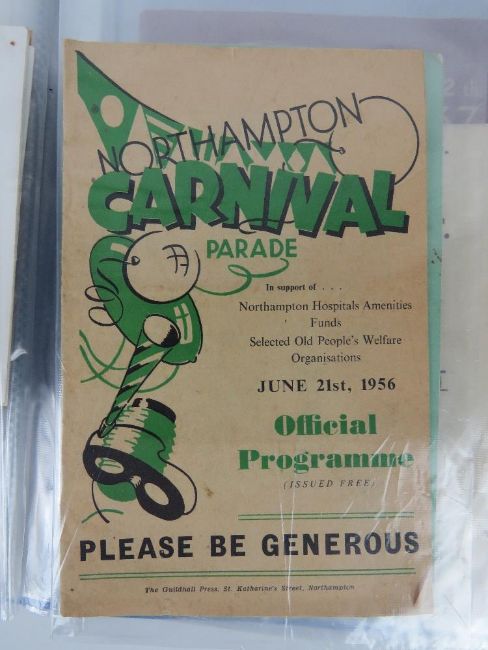 NORTHAMPTON
CARNIVAL
PARADE
In support of . . .
Northampton Hospitals Amenities
Funds
Selected Old People's Welfare
Organisations
JUNE 21st, 1956
Official
Programme
(ISSUED FREE)
PLEASE BE GENEROUS
The Guildhall Press, St. Katharine's Street, Northampton